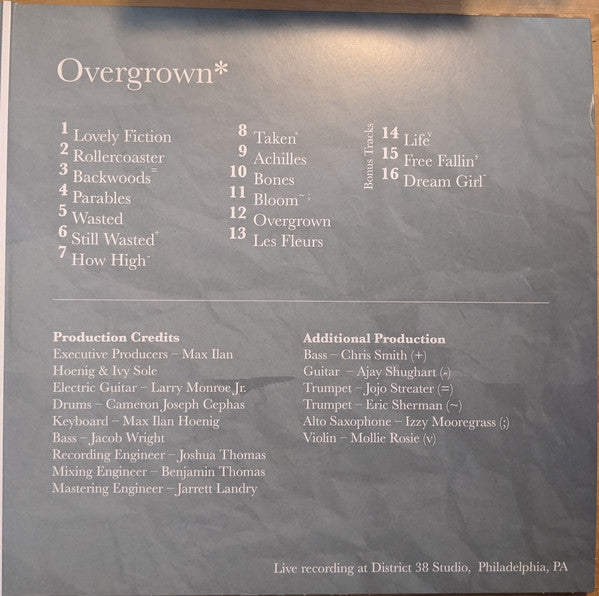 Overgrown*
1 Lovely Fiction
2 Rollercoaster
3 Backwoods=
4 Parables
5 Wasted
6 Still Wasted+
7 How High-
8 Taken+
9 Achilles
10 Bones
11 Bloom~ ;
12 Overgrown
13 Les Fleurs
Bonus Tracks
14 Lifev
15 Free Fallin'
16 Dream Girl-
Production Credits
Executive Producers – Max Ilan
Hoenig & Ivy Sole
Electric Guitar – Larry Monroe Jr.
Drums – Cameron Joseph Cephas
Keyboard – Max Ilan Hoenig
Bass – Jacob Wright
Recording Engineer – Joshua Thomas
Mixing Engineer – Benjamin Thomas
Mastering Engineer – Jarrett Landry
Additional Production
Bass – Chris Smith (+)
Guitar – Ajay Shughart (-)
Trumpet – Jojo Streater (=)
Trumpet – Eric Sherman (~)
Alto Saxophone – Izzy Mooregrass (;)
Violin – Mollie Rosie (v)
Live recording at District 38 Studio, Philadelphia, PA